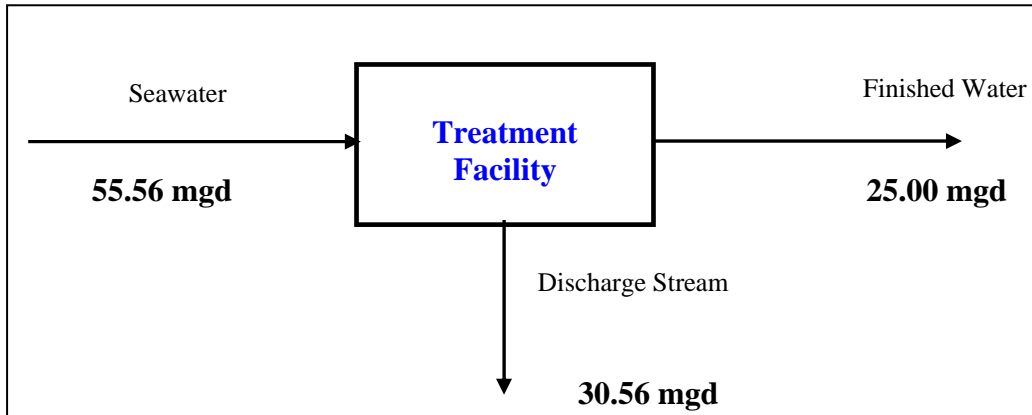 Seawater
55.56 mgd
Treatment
Facility
Finished Water
25.00 mgd
Discharge Stream
30.56 mgd